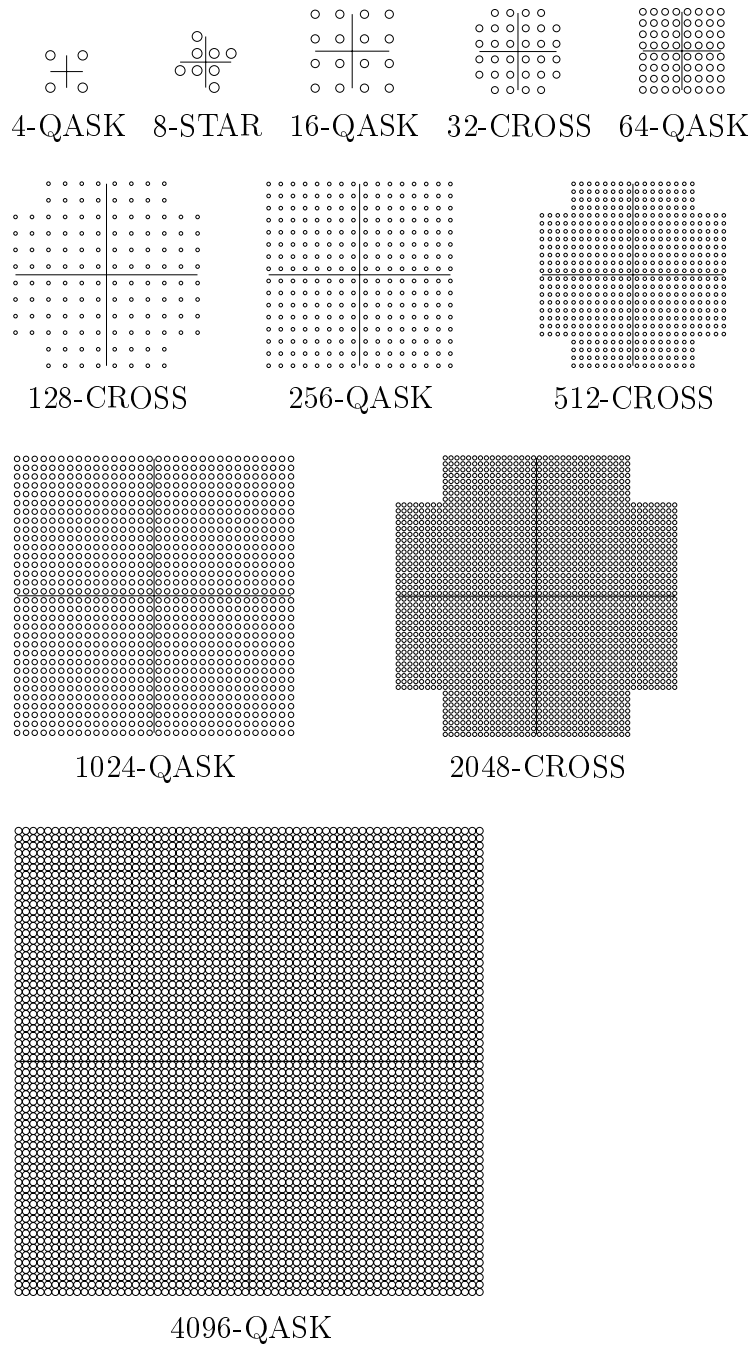 4-QASK 8-STAR 16-QASK 32-CROSS 64-QASK
128-CROSS 256-QASK 512-CROSS
1024-QASK 2048-CROSS
4096-QASK